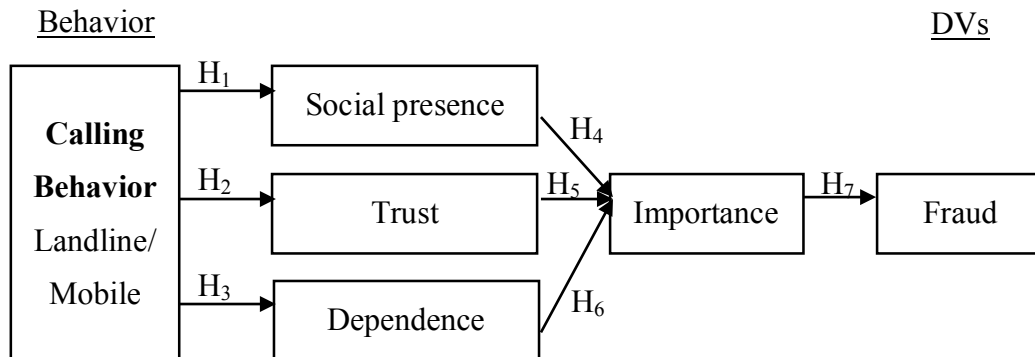 Behavior
DVs
H₁
Social presence
H₄
Calling
Behavior
Landline/
Mobile
H₂
Trust
H₅
Importance
H₇
Fraud
H₃
Dependence
H₆